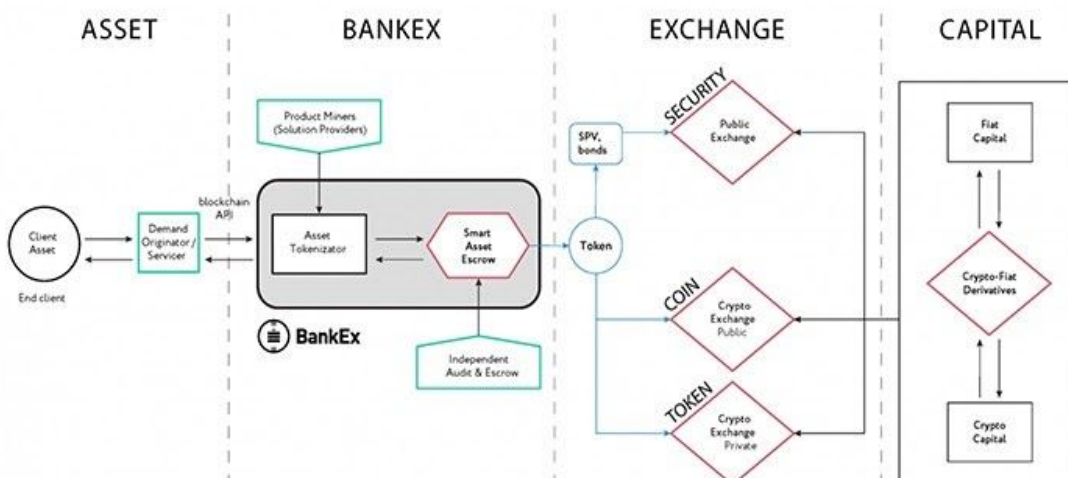 ASSET
BANKEX
EXCHANGE
CAPITAL
Product Miners
(Solution Providers)
SECURITY
Public
Exchange
SPV,
bonds
Fiat
Capital
blockchain
API
Client
Asset
Demand
Originator /
Servicer
Asset
Tokenizator
Smart
Asset
Escrow
Token
End client
COIN
Crypto
Exchange
Public
Crypto-Fiat
Derivatives
BankEx
Independent
Audit & Escrow
TOKEN
Crypto
Exchange
Private
Crypto
Capital